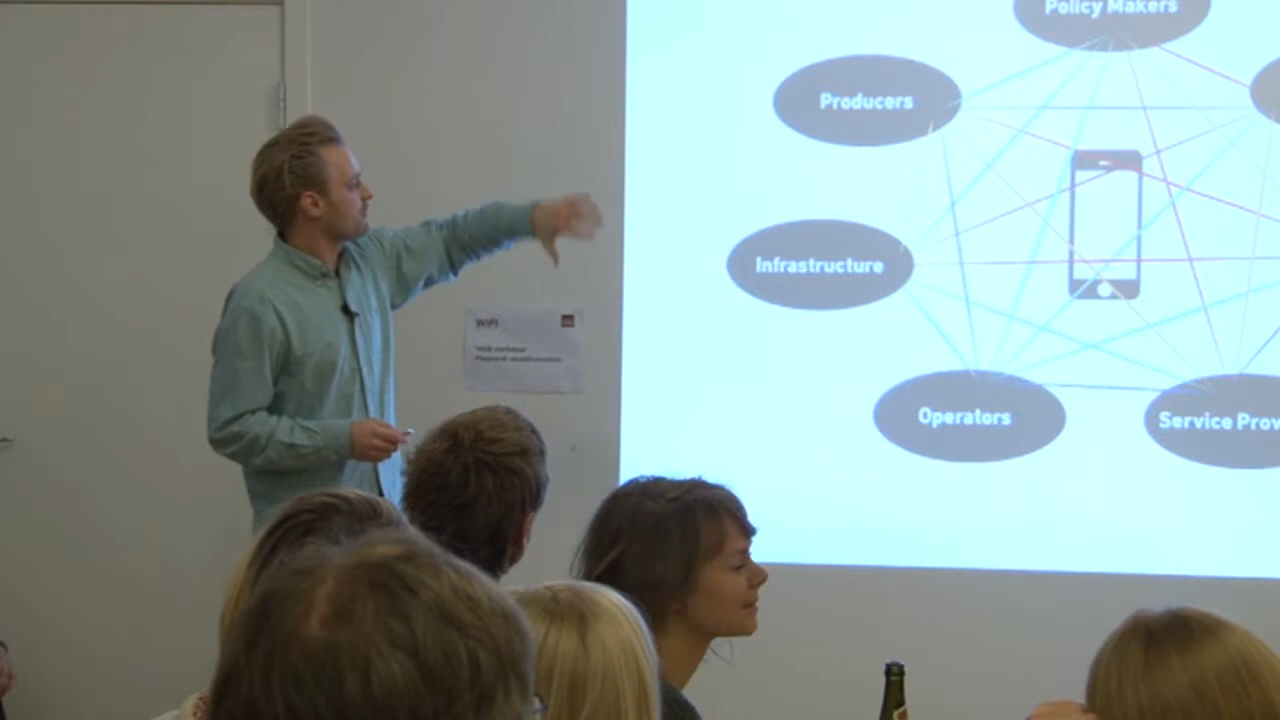 Policy Makers
Producers
Infrastructure
Operators
Service Prov
WIFI